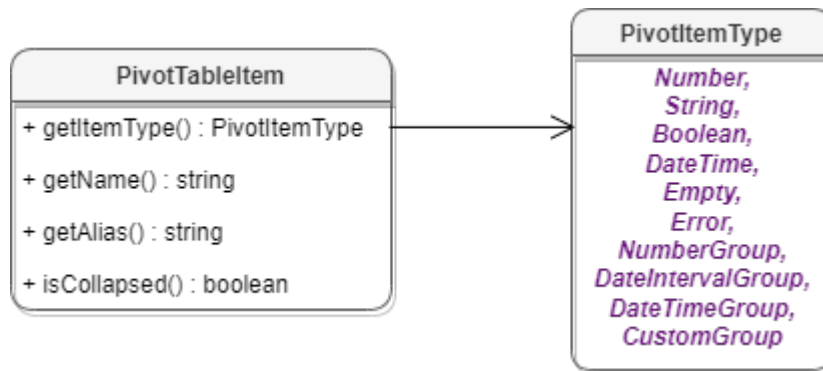 PivotTableItem
+ getItemType() : PivotItemType
+ getName() : string
+ getAlias() : string
+ isCollapsed() : boolean
PivotItemType
Number,
String,
Boolean,
DateTime,
Empty,
Error,
NumberGroup,
DateIntervalGroup,
DateTimeGroup,
CustomGroup